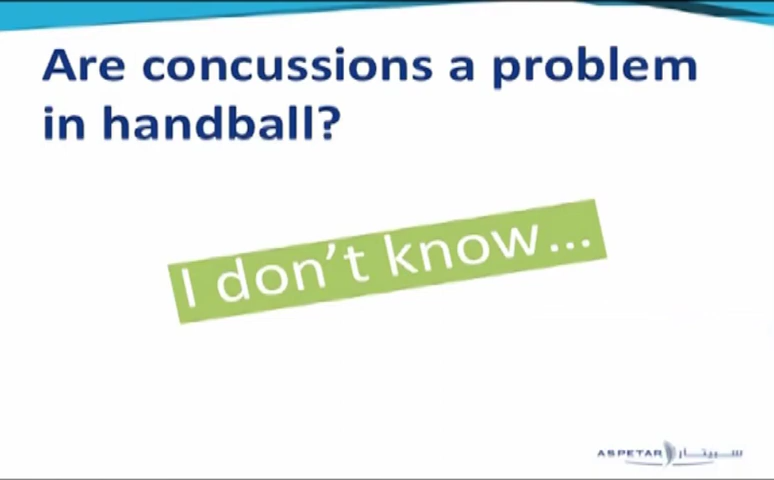 Are concussions a problem
in handball?
I don't know...
ASPETAR سبيتار